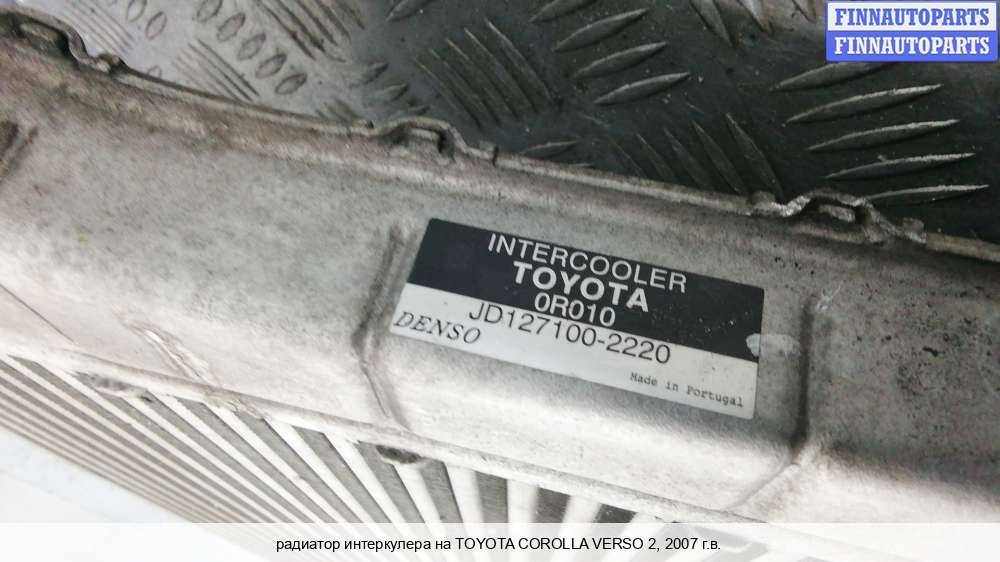 FINNAUTOPARTS
FINNAUTOPARTS
INTERCOOLER
TOYOTA
0R010
JD127100-2220
DENSO
Made in Portugal
радиатор интеркулера на TOYOTA COROLLA VERSO 2, 2007 г.в.